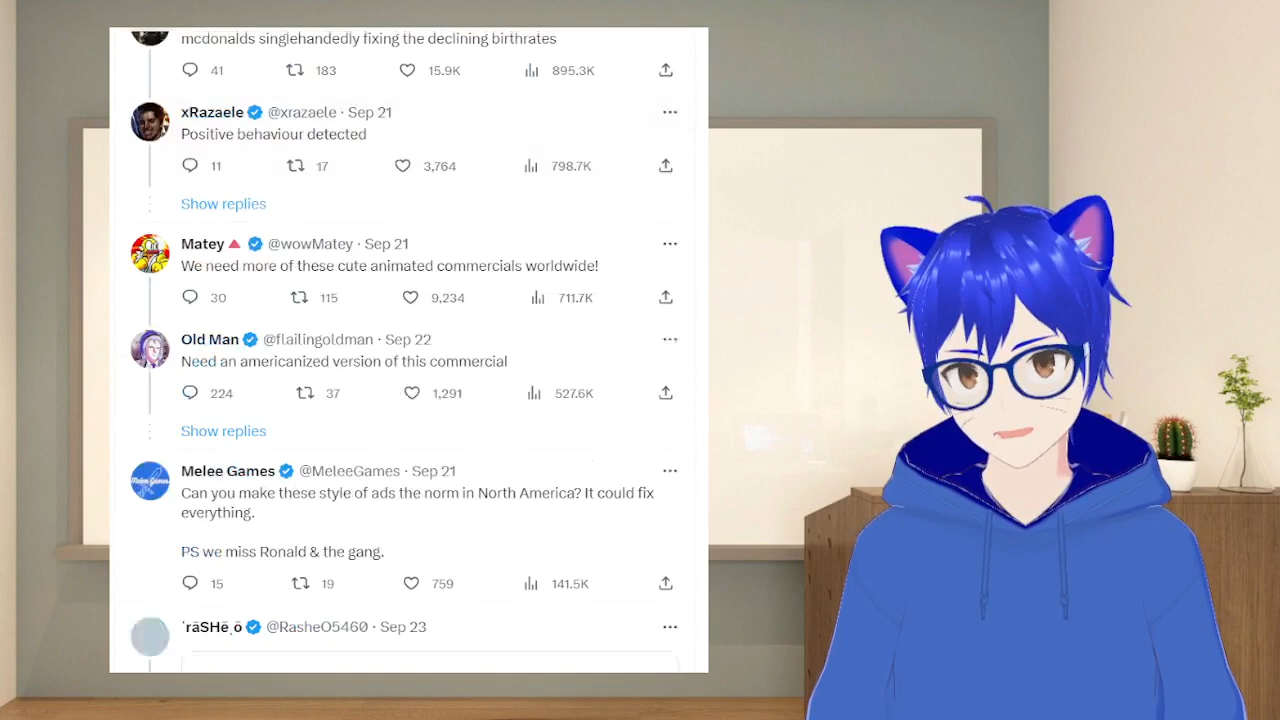 mcdonalds singlehandedly fixing the declining birthrates
41 183 15.9K 895.3K
xRazaele @xrazaele · Sep 21
Positive behaviour detected
11 17 3,764 798.7K
Show replies
Matey @wowMatey · Sep 21
We need more of these cute animated commercials worldwide!
30 115 9,234 711.7K
Old Man @flailingoldman · Sep 22
Need an americanized version of this commercial
224 37 1,291 527.6K
Show replies
Melee Games @MeleeGames · Sep 21
Can you make these style of ads the norm in North America? It could fix
everything.
PS we miss Ronald & the gang.
15 19 759 141.5K
@RasheO5460 · Sep 23